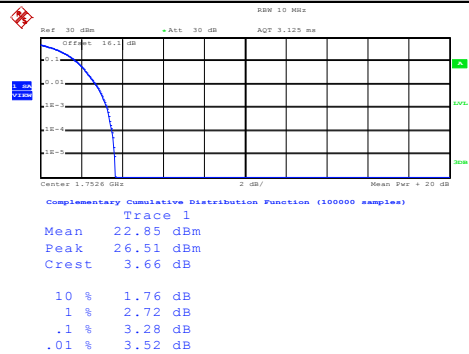 RBW 10 MHz
Ref 30 dBm
Att 30 dB
AQT 3.125 ms
Offset 16.1 dB
0.1
A
0.01
1 SA
VIEW
1E-3
LVL
1E-4
1E-5
3DB
Center 1.7526 GHz
2 dB/
Mean Pwr + 20 dB
Complementary Cumulative Distribution Function (100000 samples)
Trace 1
Mean 22.85 dBm
Peak 26.51 dBm
Crest 3.66 dB
10 % 1.76 dB
1 % 2.72 dB
.1 % 3.28 dB
.01 % 3.52 dB